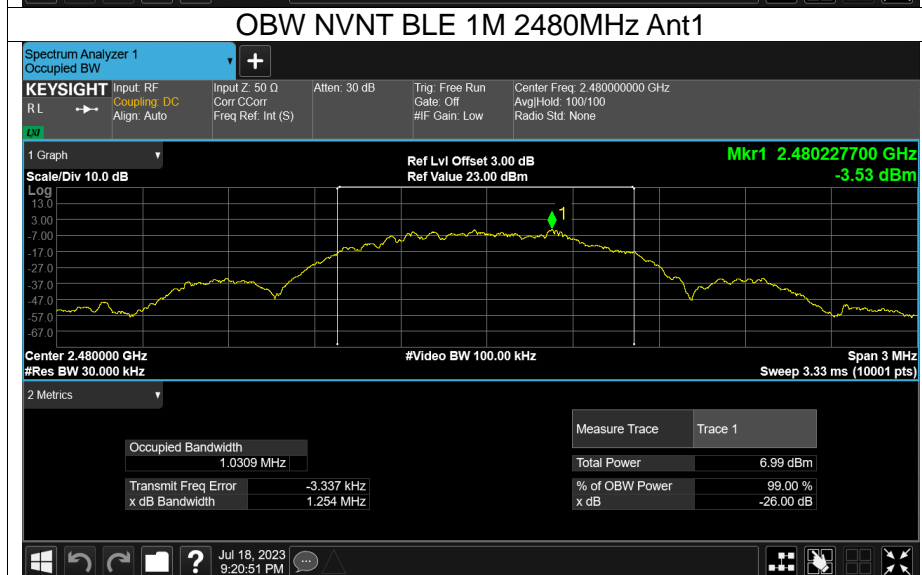 OBW NVNT BLE 1M 2480MHz Ant1
Spectrum Analyzer 1
Occupied BW
▼
+
KEYSIGHT
R L
LXI
Input: RF
Coupling: DC
Align: Auto
Input Z: 50 Ω
Corr CCorr
Freq Ref: Int (S)
Atten: 30 dB
Trig: Free Run
Gate: Off
#IF Gain: Low
Center Freq: 2.480000000 GHz
Avg|Hold: 100/100
Radio Std: None
1 Graph
Scale/Div 10.0 dB
Ref Lvl Offset 3.00 dB
Ref Value 23.00 dBm
Mkr1 2.480227700 GHz
-3.53 dBm
Log
13.0
3.00
-7.00
-17.0
-27.0
-37.0
-47.0
-57.0
-67.0
1
Center 2.480000 GHz
#Res BW 30.000 kHz
#Video BW 100.00 kHz
Span 3 MHz
Sweep 3.33 ms (10001 pts)
2 Metrics
Occupied Bandwidth
1.0309 MHz
Transmit Freq Error -3.337 kHz
x dB Bandwidth 1.254 MHz
Measure Trace Trace 1
Total Power 6.99 dBm
% of OBW Power 99.00 %
x dB -26.00 dB
?
Jul 18, 2023
9:20:51 PM